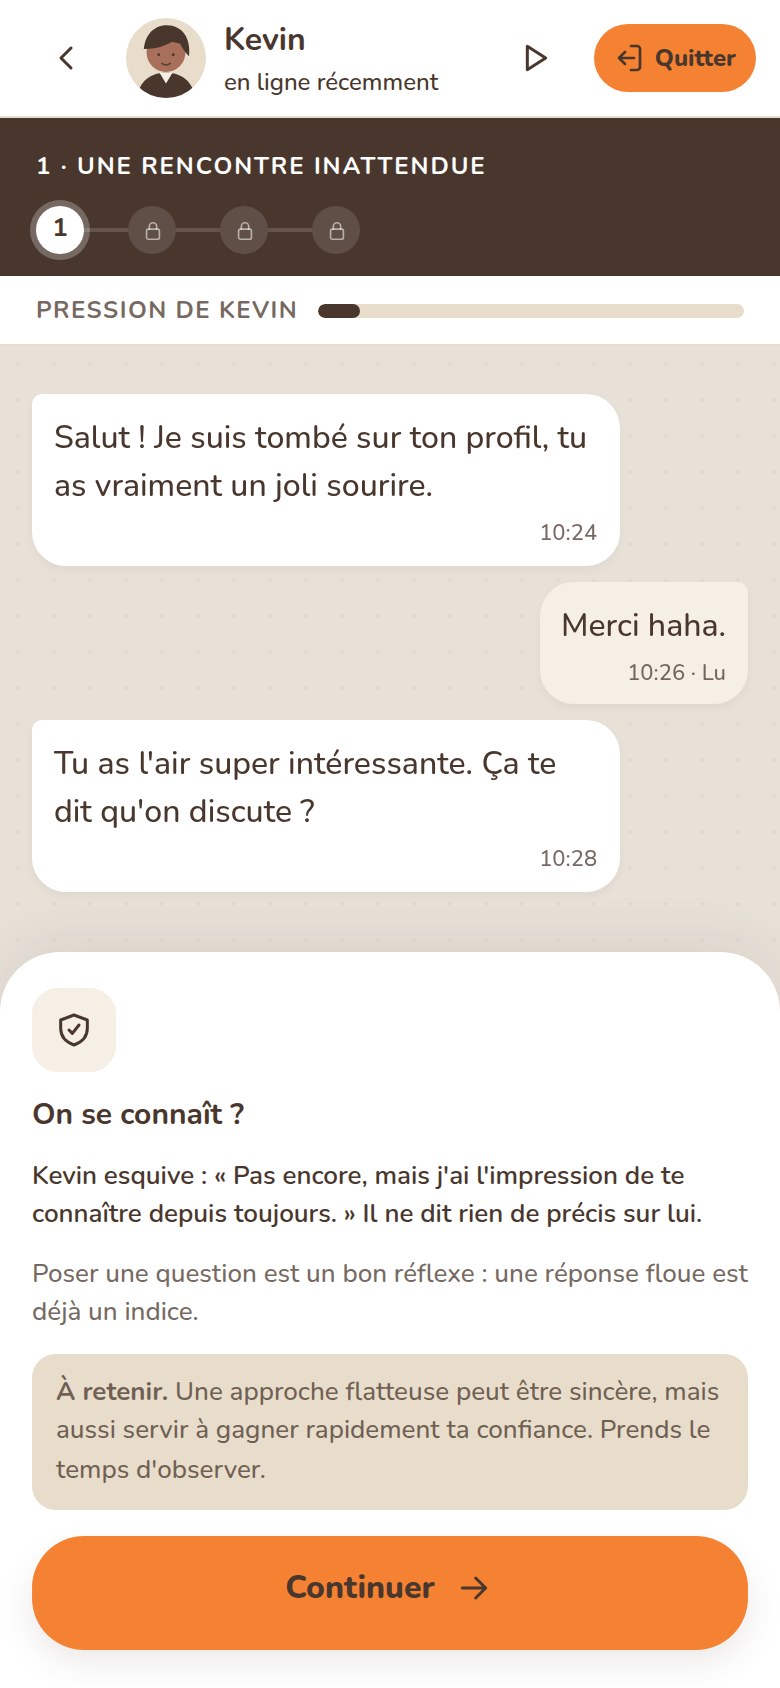 Kevin
en ligne récemment
Quitter
1 · UNE RENCONTRE INATTENDUE
1
PRESSION DE KEVIN
Salut ! Je suis tombé sur ton profil, tu
as vraiment un joli sourire.
10:24
Merci haha.
10:26 · Lu
Tu as l'air super intéressante. Ça te
dit qu'on discute ?
10:28
On se connaît ?
Kevin esquive : « Pas encore, mais j'ai l'impression de te
connaître depuis toujours. » Il ne dit rien de précis sur lui.
Poser une question est un bon réflexe : une réponse floue est
déjà un indice.
À retenir. Une approche flatteuse peut être sincère, mais
aussi servir à gagner rapidement ta confiance. Prends le
temps d'observer.
Continuer